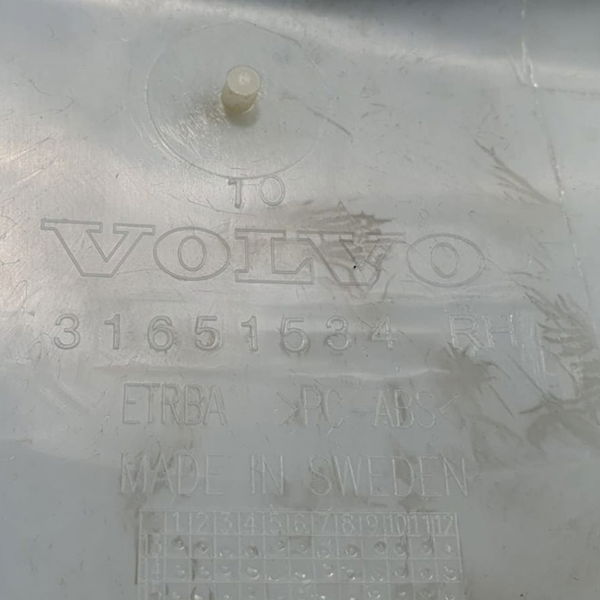 TO
VOLVO
31651534 RH
ETRBA >PC-ABS<
MADE IN SWEDEN
1 2 3 4 5 6 7 8 9 10 11 12